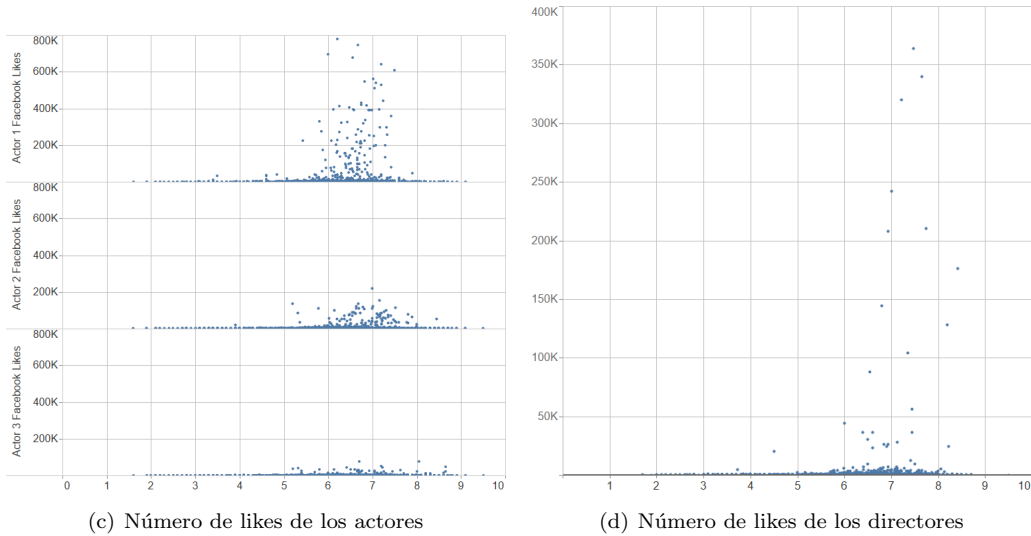 Actor 1 Facebook Likes
800K
600K
400K
200K
Actor 2 Facebook Likes
800K
600K
400K
200K
Actor 3 Facebook Likes
800K
600K
400K
200K
0 1 2 3 4 5 6 7 8 9 10
(c) Número de likes de los actores
400K
350K
300K
250K
200K
150K
100K
50K
1 2 3 4 5 6 7 8 9 10
(d) Número de likes de los directores